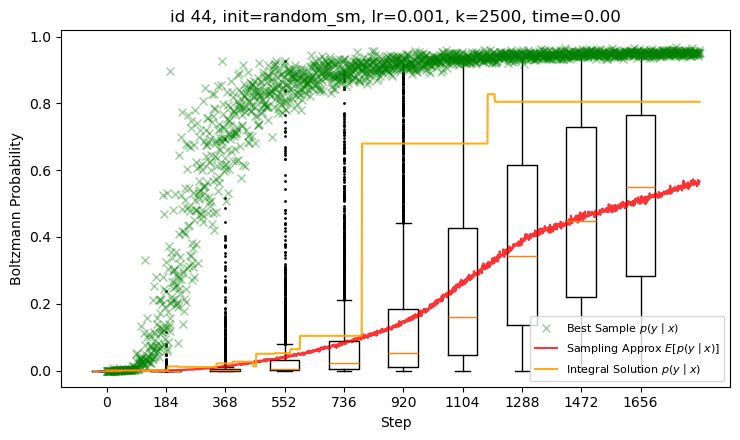 id 44, init=random_sm, lr=0.001, k=2500, time=0.00
Boltzmann Probability
1.0
0.8
0.6
0.4
0.2
0.0
Best Sample p(y | x)
Sampling Approx E[p(y | x)]
Integral Solution p(y | x)
0 184 368 552 736 920 1104 1288 1472 1656
Step